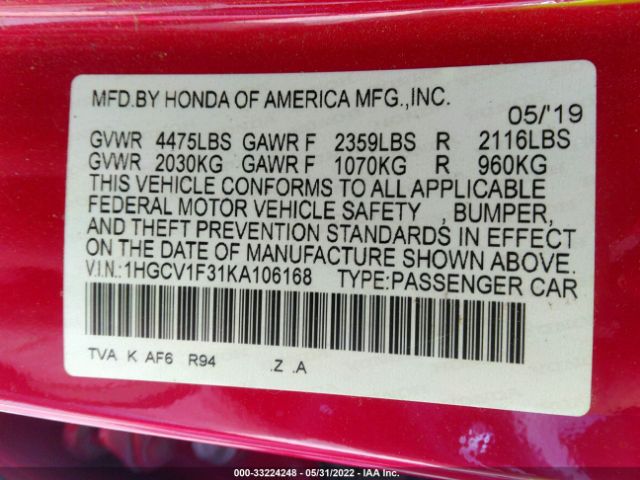 MFD.BY HONDA OF AMERICA MFG.,INC.
05/'19
GVWR 4475LBS GAWR F 2359LBS R 2116LBS
GVWR 2030KG GAWR F 1070KG R 960KG
THIS VEHICLE CONFORMS TO ALL APPLICABLE
FEDERAL MOTOR VEHICLE SAFETY , BUMPER,
AND THEFT PREVENTION STANDARDS IN EFFECT
ON THE DATE OF MANUFACTURE SHOWN ABOVE.
V.I.N.:1HGCV1F31KA106168 TYPE:PASSENGER CAR
TVA K AF6 R94 .Z .A
000-33224248 - 05/31/2022 - IAA Inc.